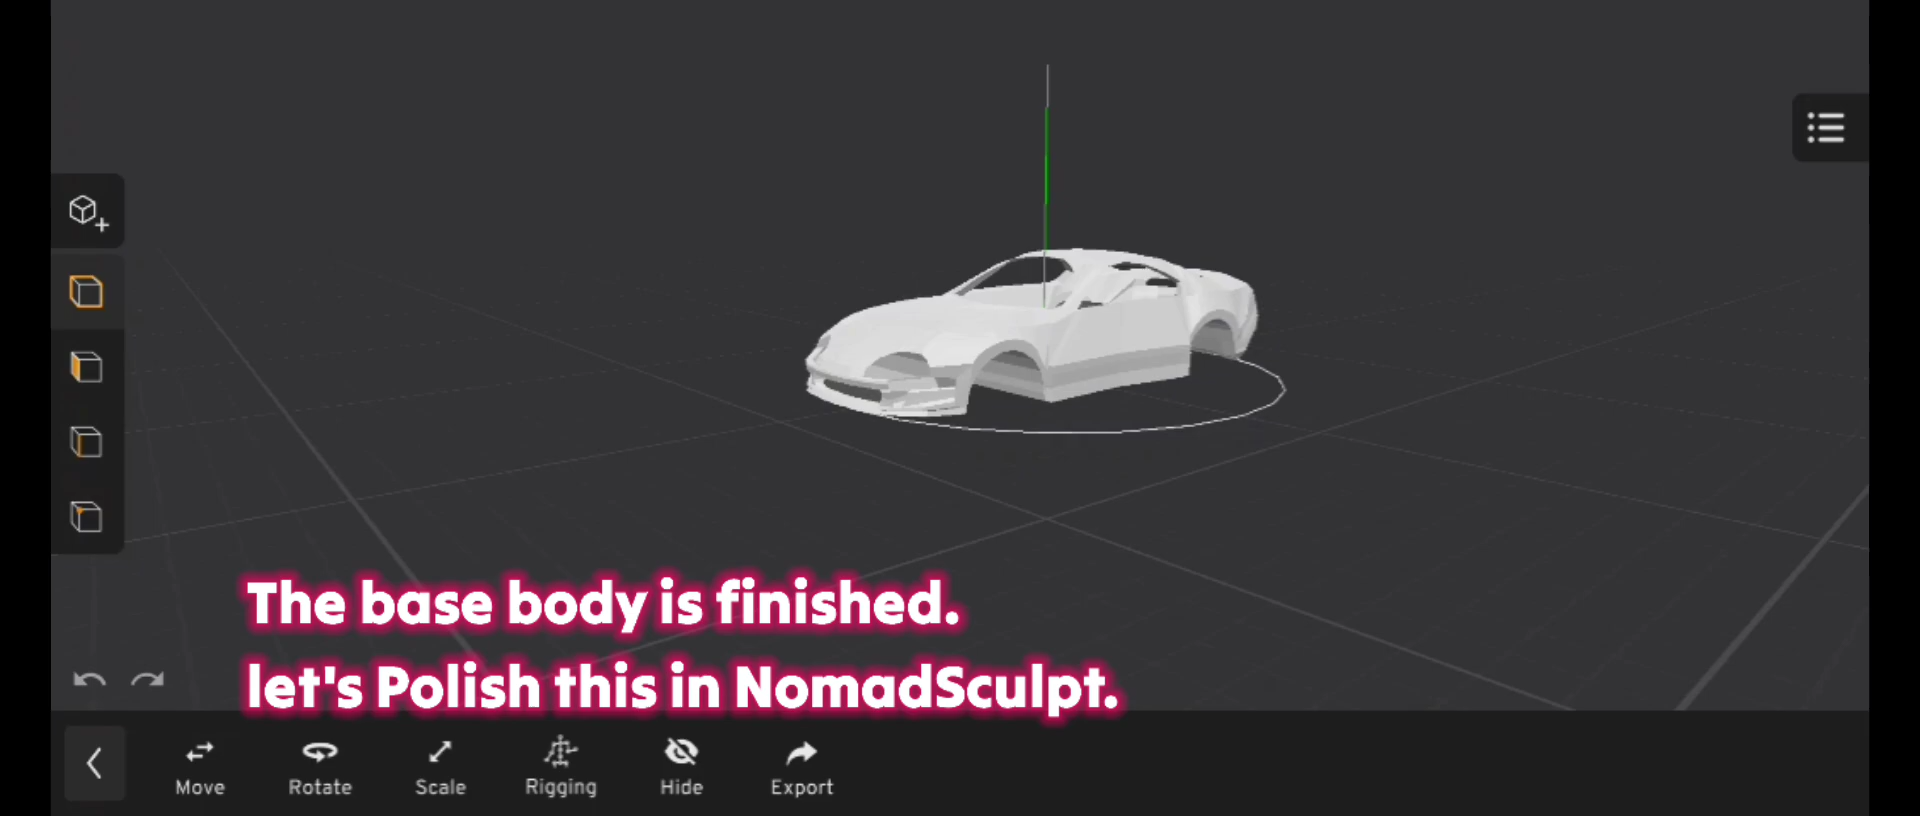 The base body is finished.
let's Polish this in NomadSculpt.
Move Rotate Scale Rigging Hide Export